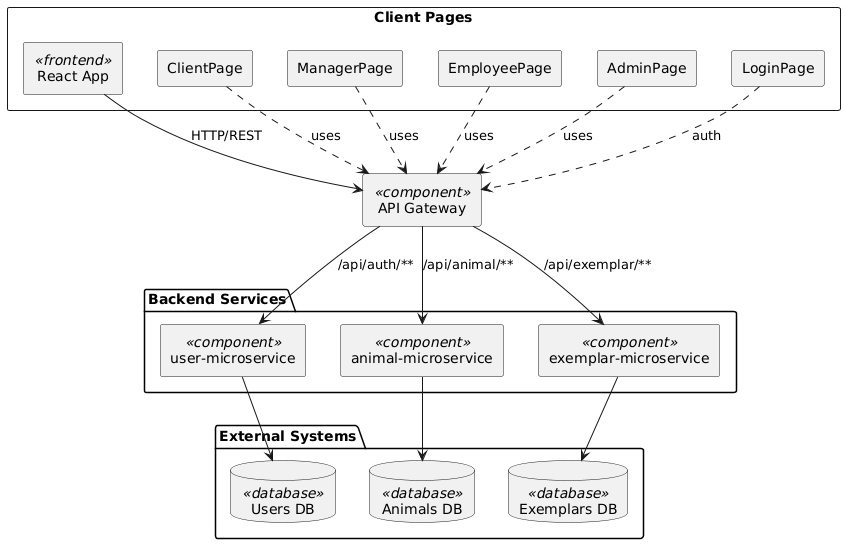 Client Pages
«frontend»
React App
ClientPage
ManagerPage
EmployeePage
AdminPage
LoginPage
HTTP/REST
uses
uses
uses
uses
auth
«component»
API Gateway
/api/auth/**
/api/animal/**
/api/exemplar/**
Backend Services
«component»
user-microservice
«component»
animal-microservice
«component»
exemplar-microservice
External Systems
«database»
Users DB
«database»
Animals DB
«database»
Exemplars DB